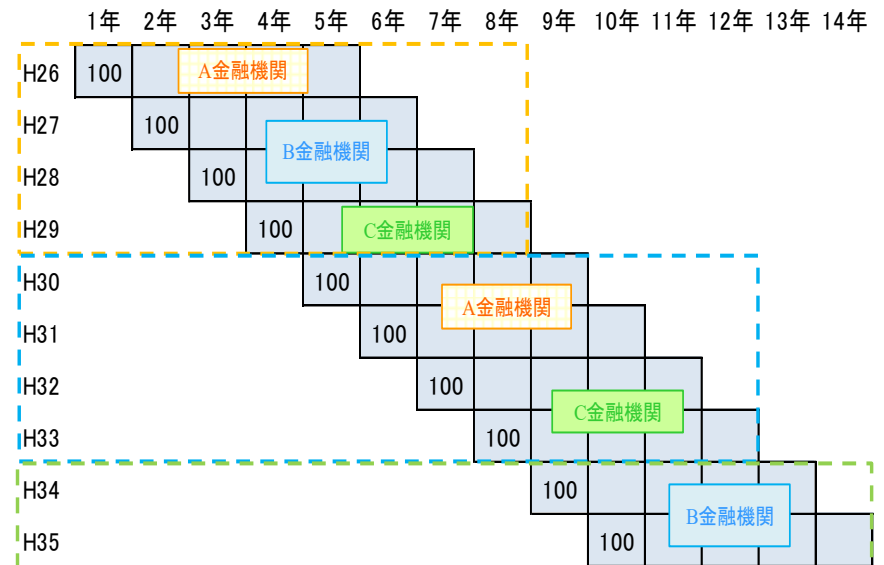 1年 2年 3年 4年 5年 6年 7年 8年 9年 10年 11年 12年 13年 14年
H26 100 A金融機関
H27 100
B金融機関
H28 100
H29 100 C金融機関
H30 100
A金融機関
H31 100
H32 100
C金融機関
H33 100
H34 100
B金融機関
H35 100